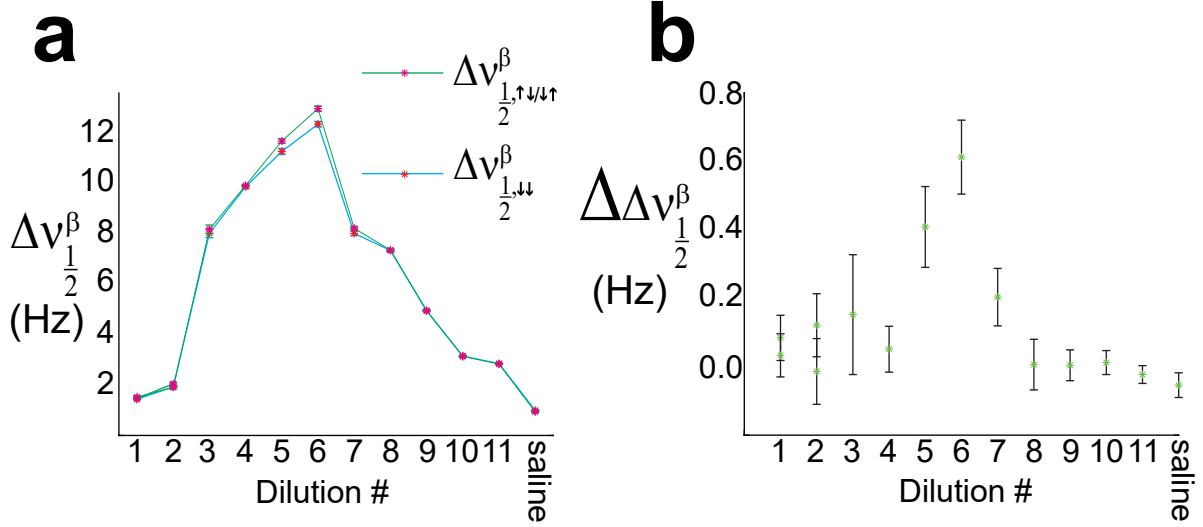 a
Δν^β_{1/2,↑↓/↓↑}
Δν^β_{1/2,↓↓}
Δν^β_{1/2}
(Hz)
12
10
8
6
4
2
1 2 3 4 5 6 7 8 9 10 11 saline
Dilution #
b
ΔΔν^β_{1/2}
(Hz)
0.8
0.6
0.4
0.2
0.0
1 2 3 4 5 6 7 8 9 10 11 saline
Dilution #